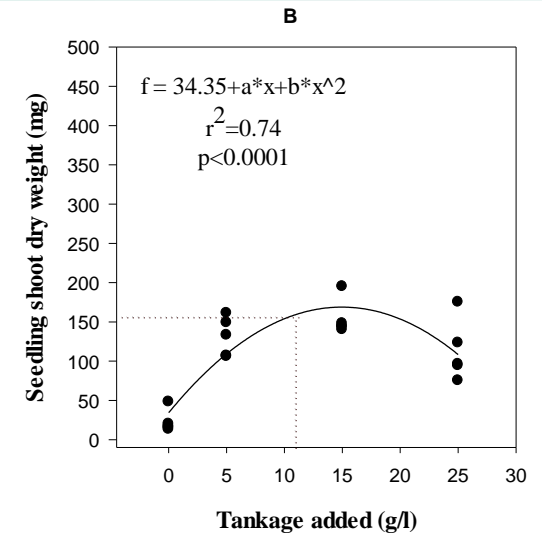 B
500
450
400
350
300
250
200
150
100
50
0
f = 34.35+a*x+b*x^2
r2=0.74
p<0.0001
Seedling shoot dry weight (mg)
0 5 10 15 20 25 30
Tankage added (g/l)